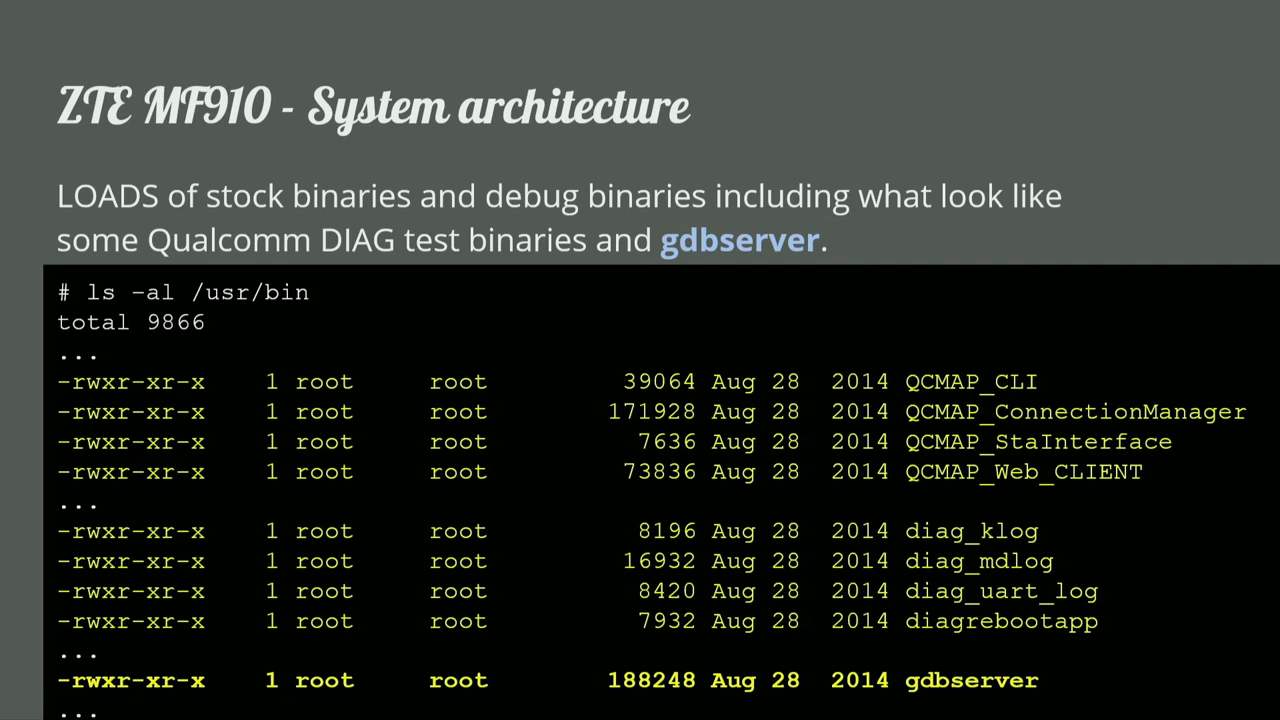 ZTE MF910 - System architecture
LOADS of stock binaries and debug binaries including what look like
some Qualcomm DIAG test binaries and gdbserver.
# ls -al /usr/bin
total 9866
...
-rwxr-xr-x 1 root root 39064 Aug 28 2014 QCMAP_CLI
-rwxr-xr-x 1 root root 171928 Aug 28 2014 QCMAP_ConnectionManager
-rwxr-xr-x 1 root root 7636 Aug 28 2014 QCMAP_StaInterface
-rwxr-xr-x 1 root root 73836 Aug 28 2014 QCMAP_Web_CLIENT
...
-rwxr-xr-x 1 root root 8196 Aug 28 2014 diag_klog
-rwxr-xr-x 1 root root 16932 Aug 28 2014 diag_mdlog
-rwxr-xr-x 1 root root 8420 Aug 28 2014 diag_uart_log
-rwxr-xr-x 1 root root 7932 Aug 28 2014 diagrebootapp
...
-rwxr-xr-x 1 root root 188248 Aug 28 2014 gdbserver
...